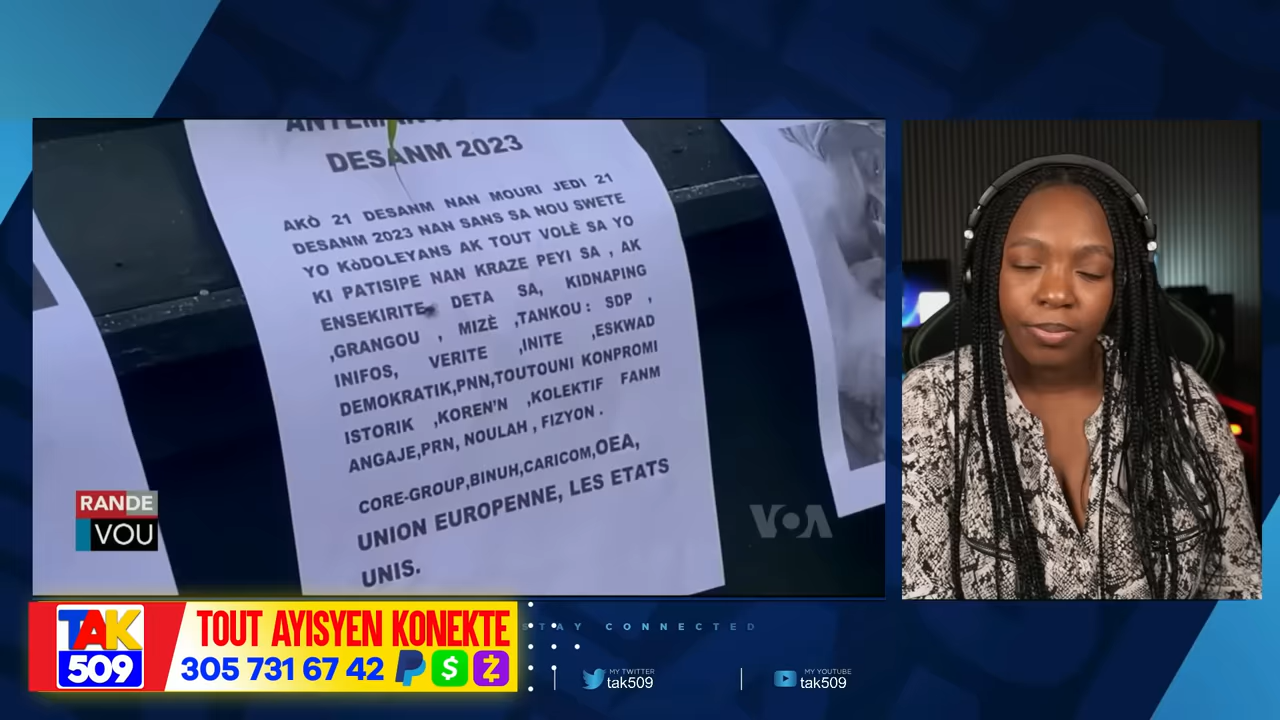 DESANM 2023
AKÒ 21 DESANM NAN MOURI JEDI 21
DESANM 2023 NAN SANS SA NOU SWETE
YO KòDOLEYANS AK TOUT VOLÈ SA YO
KI PATISIPE NAN KRAZE PEYI SA , AK
ENSEKIRITE, DETA SA, KIDNAPING
,GRANGOU , MIZÈ ,TANKOU : SDP ,
INIFOS, VERITE ,INITE ,ESKWAD
DEMOKRATIK,PNN,TOUTOUNI KONPROMI
ISTORIK ,KOREN'N ,KOLEKTIF FANM
ANGAJE,PRN, NOULAH , FIZYON .
CORE-GROUP,BINUH,CARICOM,OEA,
UNION EUROPENNE, LES ETATS
UNIS.
RANDE
VOU
VOA
TAK
509
TOUT AYISYEN KONEKTE
305 731 67 42
STAY CONNECTED
MY TWITTER
tak509
MY YOUTUBE
tak509